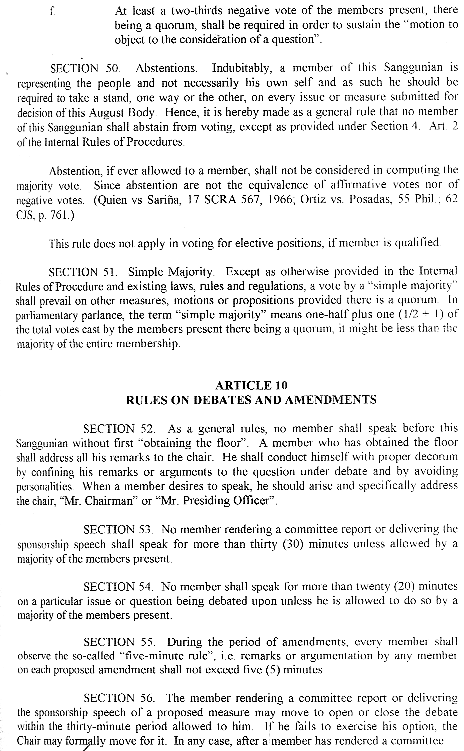 f. At least a two-thirds negative vote of the members present, there
being a quorum, shall be required in order to sustain the "motion to
object to the consideration of a question".
SECTION 50. Abstentions. Indubitably, a member of this Sanggunian is
representing the people and not necessarily his own self and as such he should be
required to take a stand, one way or the other, on every issue or measure submitted for
decision of this August Body. Hence, it is hereby made as a general rule that no member
of this Sanggunian shall abstain from voting, except as provided under Section 4. Art. 2
of the Internal Rules of Procedures.
Abstention, if ever allowed to a member, shall not be considered in computing the
majority vote. Since abstention are not the equivalence of affirmative votes nor of
negative votes. (Quien vs Sariña, 17 SCRA 567, 1966; Ortiz vs. Posadas, 55 Phil.; 62
CJS, p. 761.)
This rule does not apply in voting for elective positions, if member is qualified.
SECTION 51. Simple Majority. Except as otherwise provided in the Internal
Rules of Procedure and existing laws, rules and regulations, a vote by a "simple majority"
shall prevail on other measures, motions or propositions provided there is a quorum. In
parliamentary parlance, the term "simple majority" means one-half plus one (1/2 + 1) of
the total votes cast by the members present there being a quorum, it might be less than the
majority of the entire membership.
ARTICLE 10
RULES ON DEBATES AND AMENDMENTS
SECTION 52. As a general rules, no member shall speak before this
Sanggunian without first "obtaining the floor". A member who has obtained the floor
shall address all his remarks to the chair. He shall conduct himself with proper decorum
by confining his remarks or arguments to the question under debate and by avoiding
personalities. When a member desires to speak, he should arise and specifically address
the chair, "Mr. Chairman" or "Mr. Presiding Officer".
SECTION 53. No member rendering a committee report or delivering the
sponsorship speech shall speak for more than thirty (30) minutes unless allowed by a
majority of the members present.
SECTION 54. No member shall speak for more than twenty (20) minutes
on a particular issue or question being debated upon unless he is allowed to do so by a
majority of the members present.
SECTION 55. During the period of amendments, every member shall
observe the so-called "five-minute rule", i.e. remarks or argumentation by any member
on each proposed amendment shall not exceed five (5) minutes.
SECTION 56. The member rendering a committee report or delivering
the sponsorship speech of a proposed measure may move to open or close the debate
within the thirty-minute period allowed to him. If he fails to exercise his option, the
Chair may formally move for it. In any case, after a member has rendered a committee